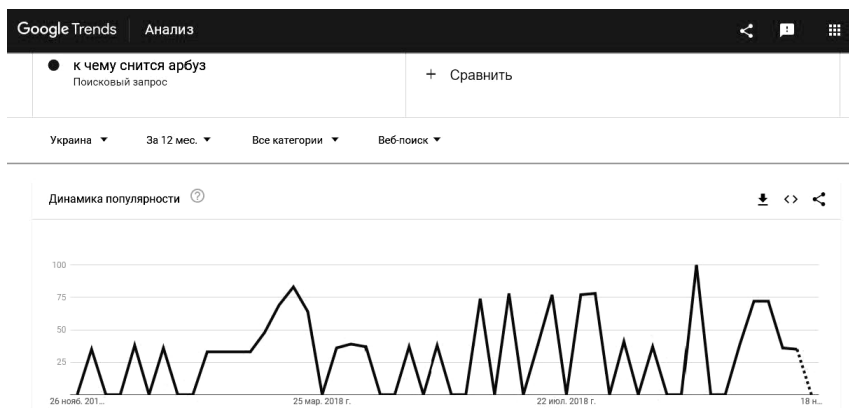 Google Trends Анализ
к чему снится арбуз
Поисковый запрос
+ Сравнить
Украина За 12 мес. Все категории Веб-поиск
Динамика популярности ?
100
75
50
25
26 нояб. 201... 25 мар. 2018 г. 22 июл. 2018 г. 18 н...